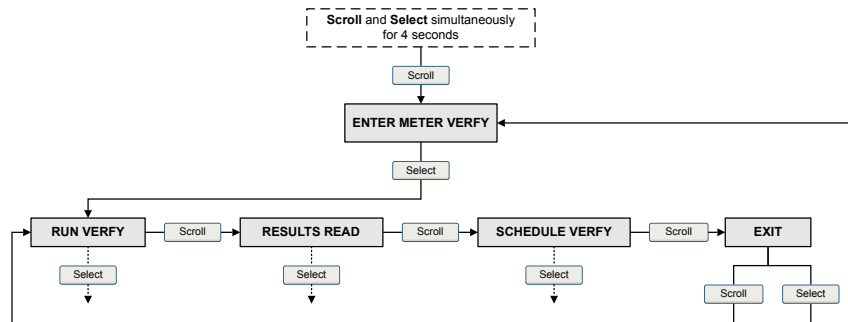 Scroll and Select simultaneously
for 4 seconds
Scroll
ENTER METER VERFY
Select
RUN VERFY
Scroll
RESULTS READ
Scroll
SCHEDULE VERFY
Scroll
EXIT
Select
Select
Select
Scroll
Select